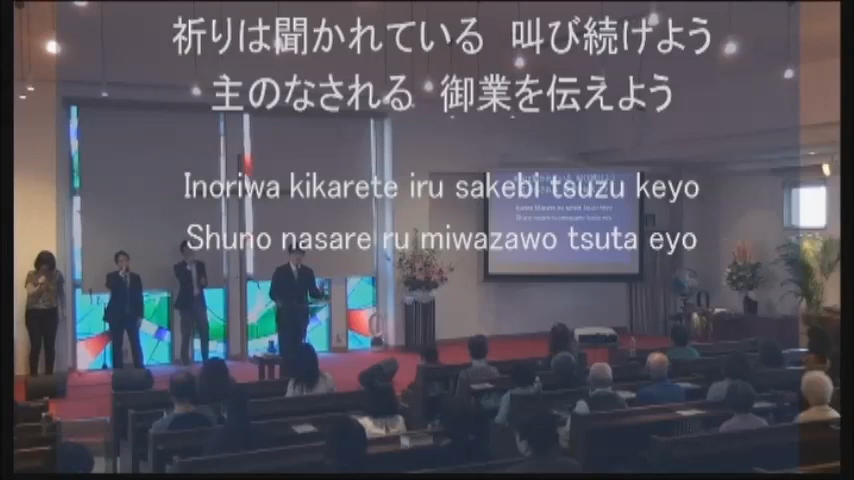 祈りは聞かれている 叫び続けよう
主のなされる 御業を伝えよう
Inoriwa kikarete iru sakebi tsuzu keyo
Shuno nasare ru miwazawo tsuta eyo